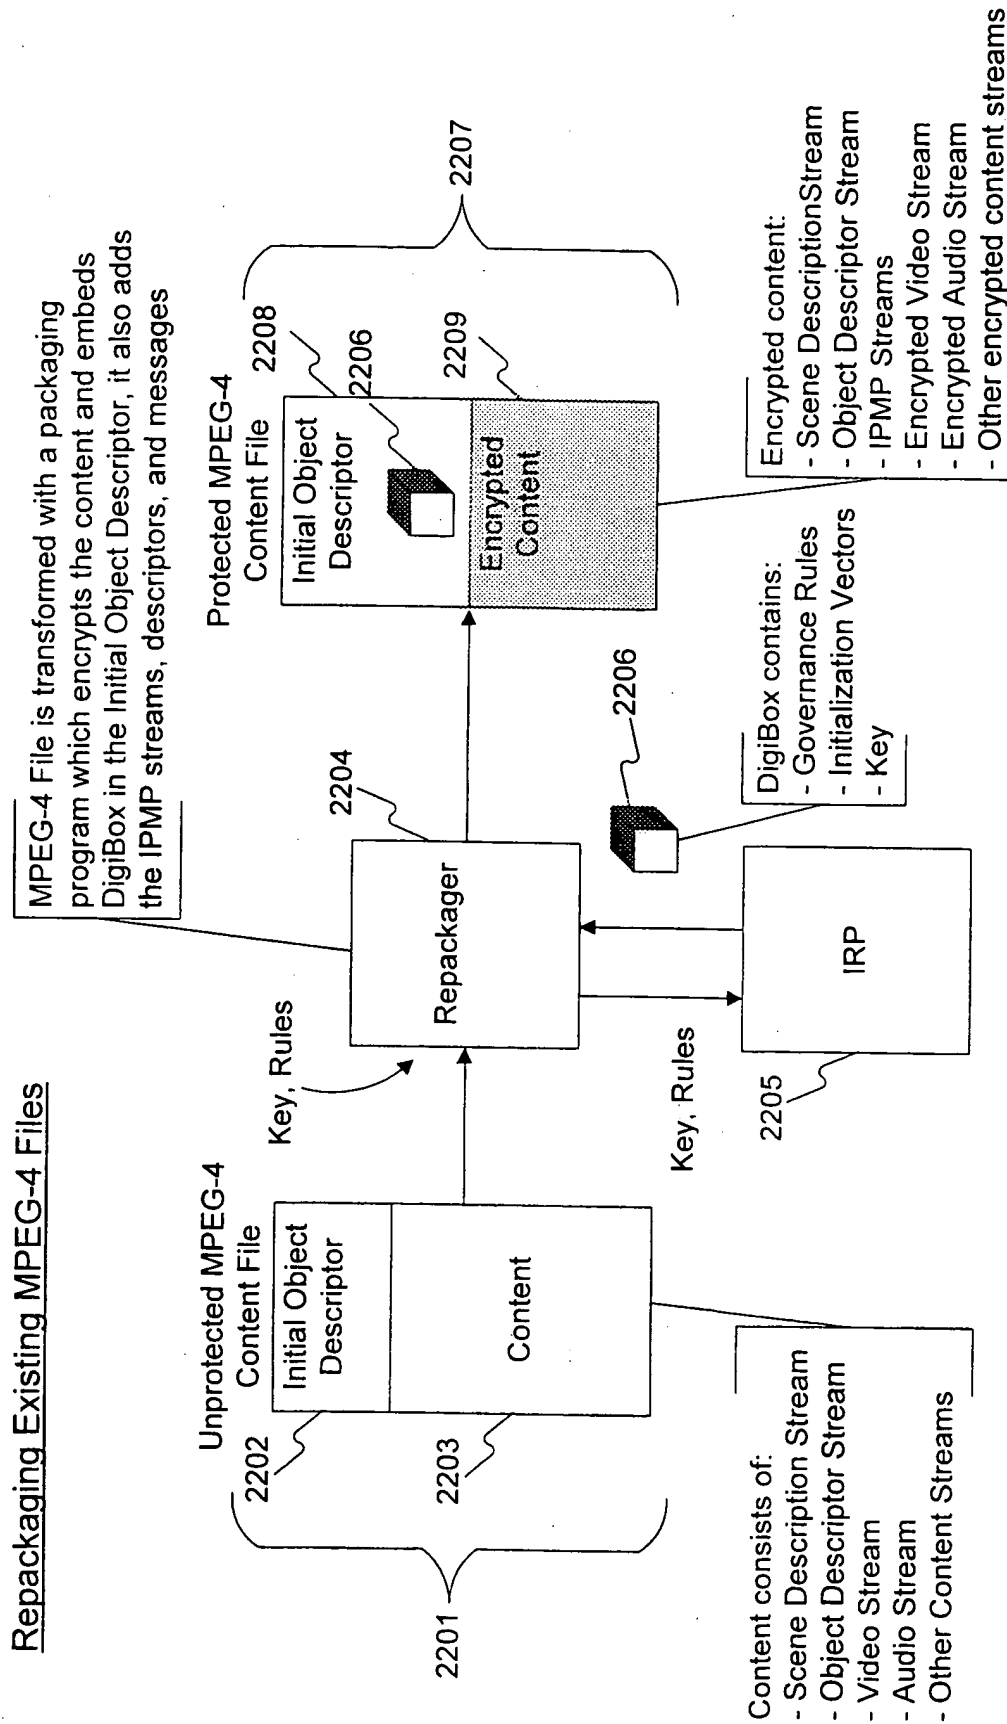 Repackaging Existing MPEG-4 Files
MPEG-4 File is transformed with a packaging
program which encrypts the content and embeds
DigiBox in the Initial Object Descriptor, it also adds
the IPMP streams, descriptors, and messages
Unprotected MPEG-4
Content File
Initial Object
Descriptor
Content
2201
2202
2203
Content consists of:
- Scene Description Stream
- Object Descriptor Stream
- Video Stream
- Audio Stream
- Other Content Streams
Key, Rules
Repackager
2204
Key, Rules
IRP
2205
2206
DigiBox contains:
- Governance Rules
- Initialization Vectors
- Key
Protected MPEG-4
Content File
Initial Object
Descriptor
Encrypted
Content
2208
2206
2209
2207
Encrypted content:
- Scene DescriptionStream
- Object Descriptor Stream
- IPMP Streams
- Encrypted Video Stream
- Encrypted Audio Stream
- Other encrypted content streams